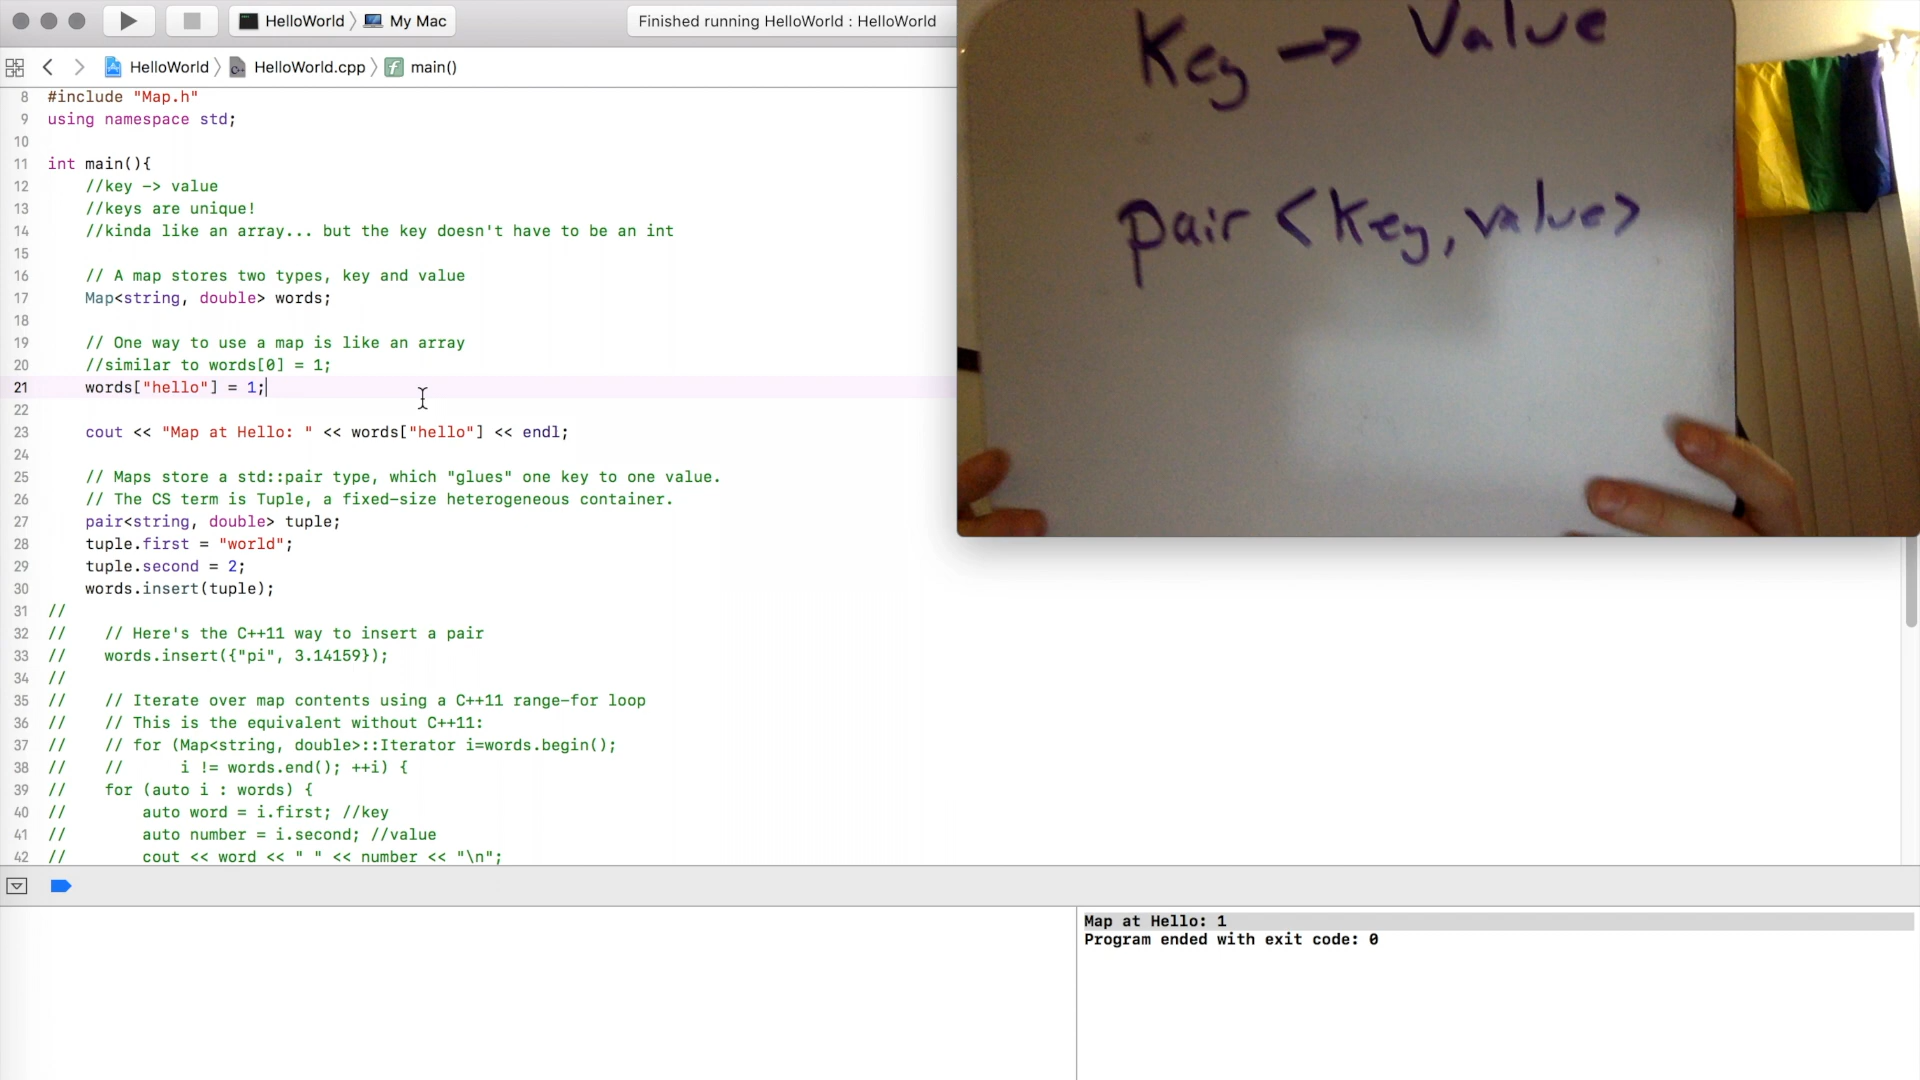 HelloWorld 〉 My Mac
Finished running HelloWorld : HelloWorld
HelloWorld 〉 HelloWorld.cpp 〉 f main()
8 #include "Map.h"
9 using namespace std;
10
11 int main(){
12 //key -> value
13 //keys are unique!
14 //kinda like an array... but the key doesn't have to be an int
15
16 // A map stores two types, key and value
17 Map<string, double> words;
18
19 // One way to use a map is like an array
20 //similar to words[0] = 1;
21 words["hello"] = 1;
22
23 cout << "Map at Hello: " << words["hello"] << endl;
24
25 // Maps store a std::pair type, which "glues" one key to one value.
26 // The CS term is Tuple, a fixed-size heterogeneous container.
27 pair<string, double> tuple;
28 tuple.first = "world";
29 tuple.second = 2;
30 words.insert(tuple);
31 //
32 // // Here's the C++11 way to insert a pair
33 // words.insert({"pi", 3.14159});
34 //
35 // // Iterate over map contents using a C++11 range-for loop
36 // // This is the equivalent without C++11:
37 // // for (Map<string, double>::Iterator i=words.begin();
38 // // i != words.end(); ++i) {
39 // for (auto i : words) {
40 // auto word = i.first; //key
41 // auto number = i.second; //value
42 // cout << word << " " << number << "\n";
Key → Value
pair <Key, value>
Map at Hello: 1
Program ended with exit code: 0